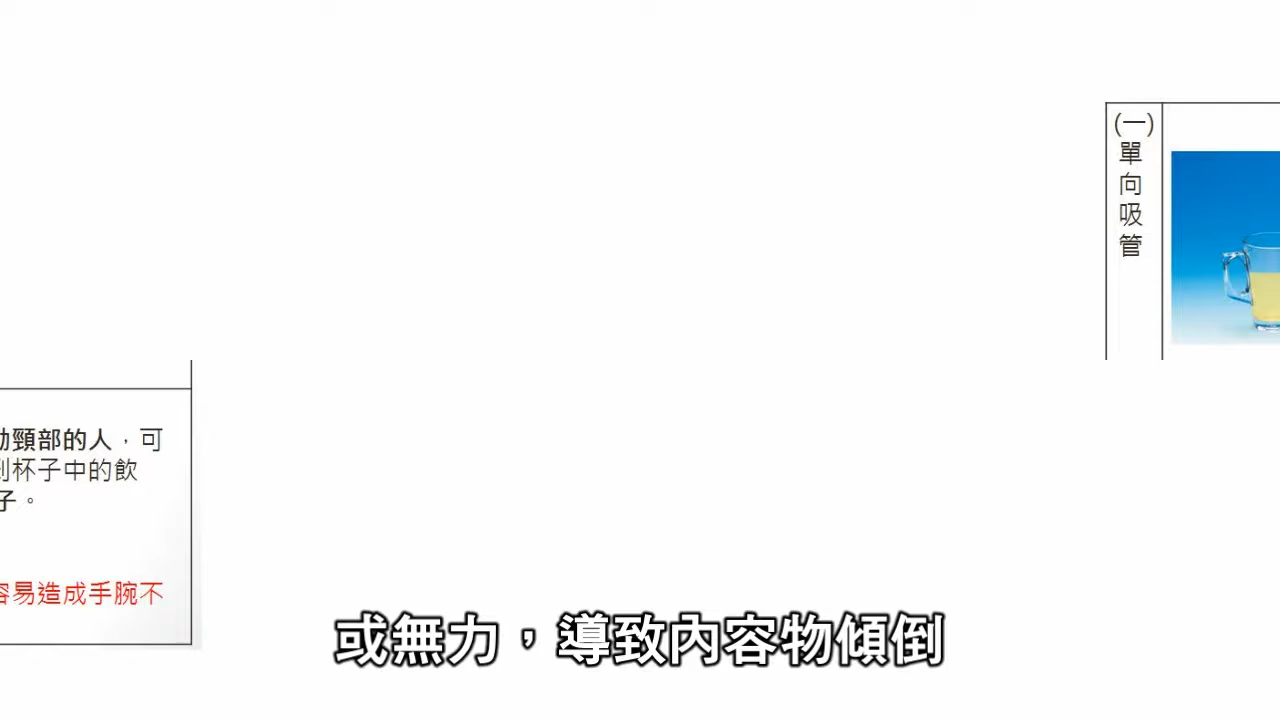 (一)
單
向
吸
管
頸部的人，可
到杯子中的飲
子。
容易造成手腕不
或無力，導致內容物傾倒